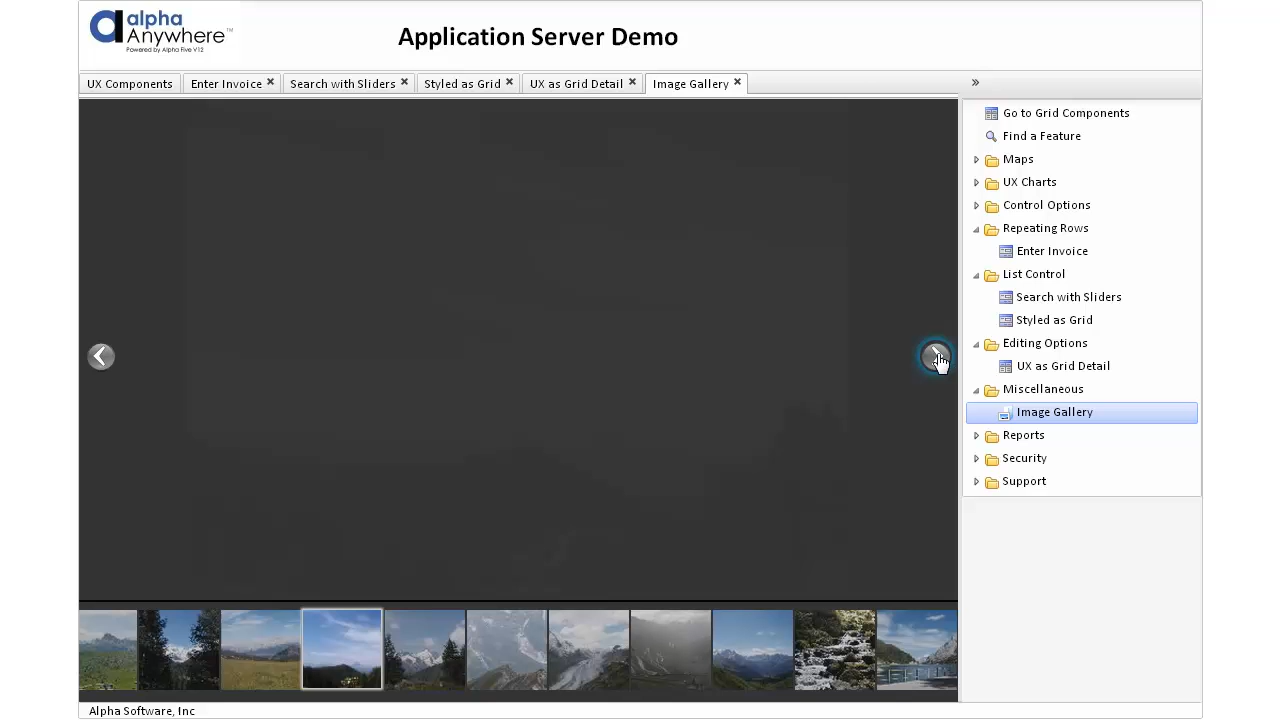 alpha
Anywhere™
Powered by Alpha Five V12
Application Server Demo
UX Components
Enter Invoice
Search with Sliders
Styled as Grid
UX as Grid Detail
Image Gallery
»
Go to Grid Components
Find a Feature
Maps
UX Charts
Control Options
Repeating Rows
Enter Invoice
List Control
Search with Sliders
Styled as Grid
Editing Options
UX as Grid Detail
Miscellaneous
Image Gallery
Reports
Security
Support
Alpha Software, Inc